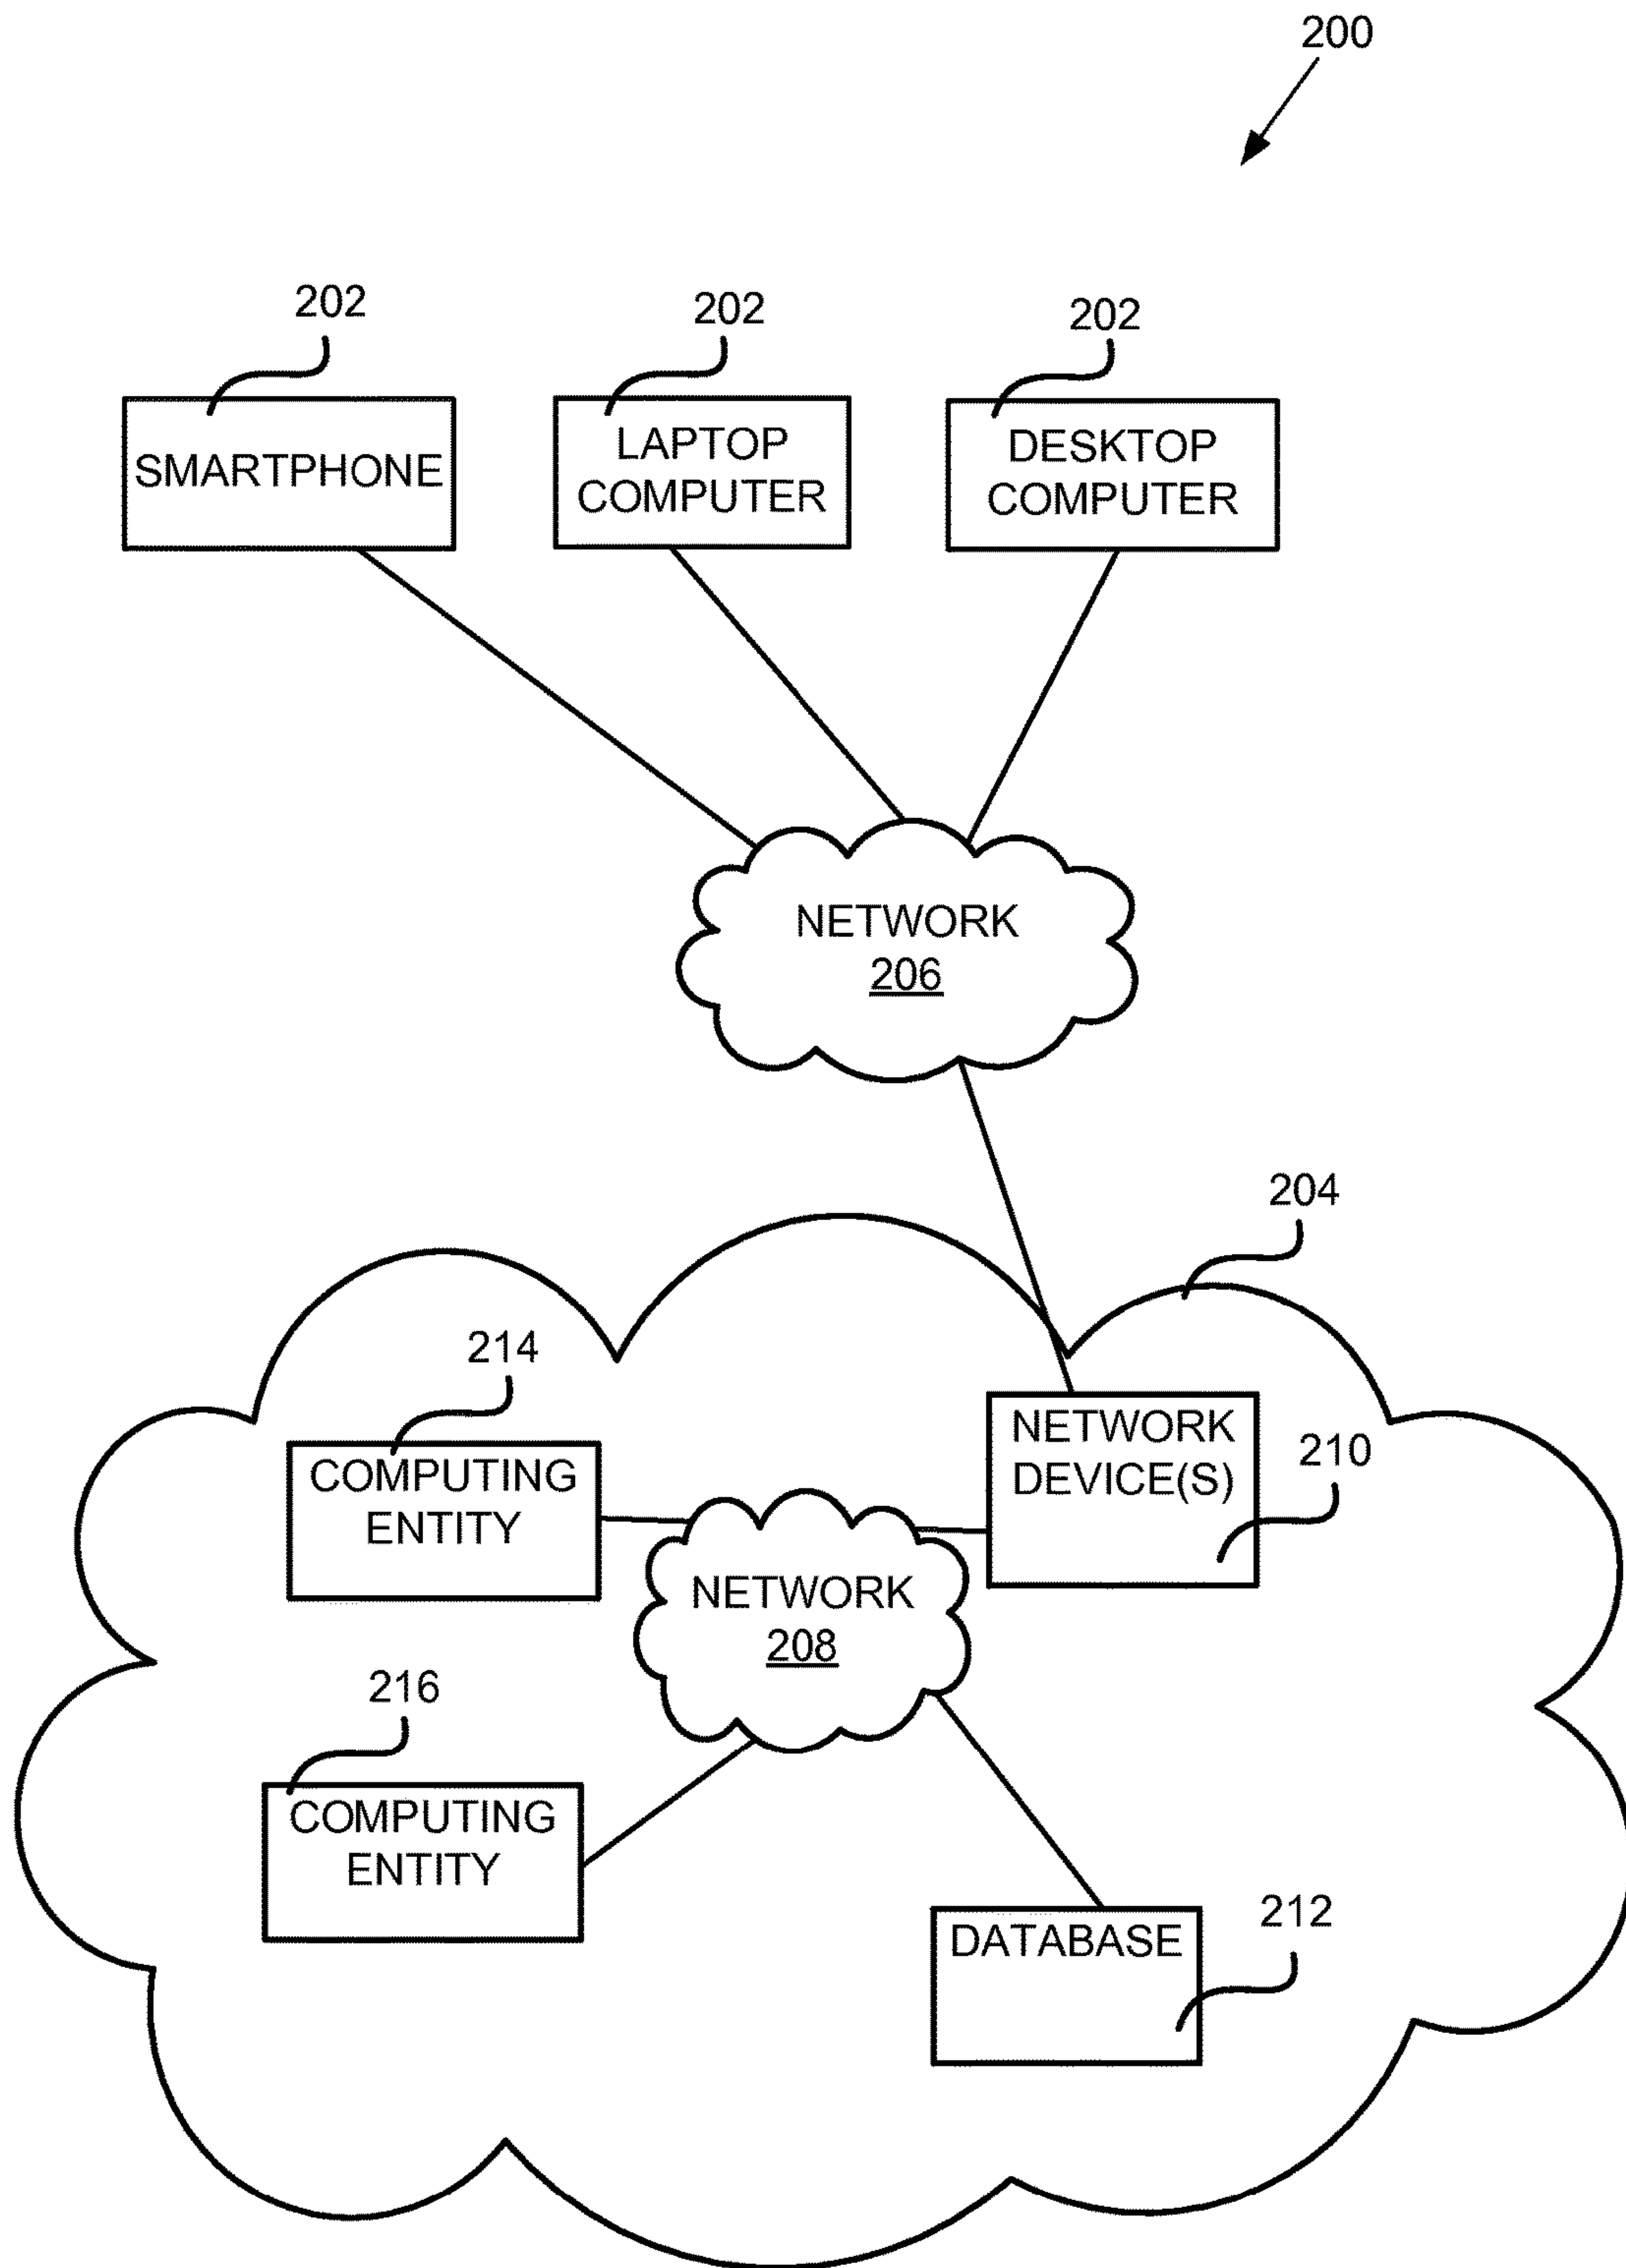 200
202
202
202
SMARTPHONE
LAPTOP
COMPUTER
DESKTOP
COMPUTER
NETWORK
206
204
214
COMPUTING
ENTITY
NETWORK
DEVICE(S)
210
NETWORK
208
216
COMPUTING
ENTITY
DATABASE
212